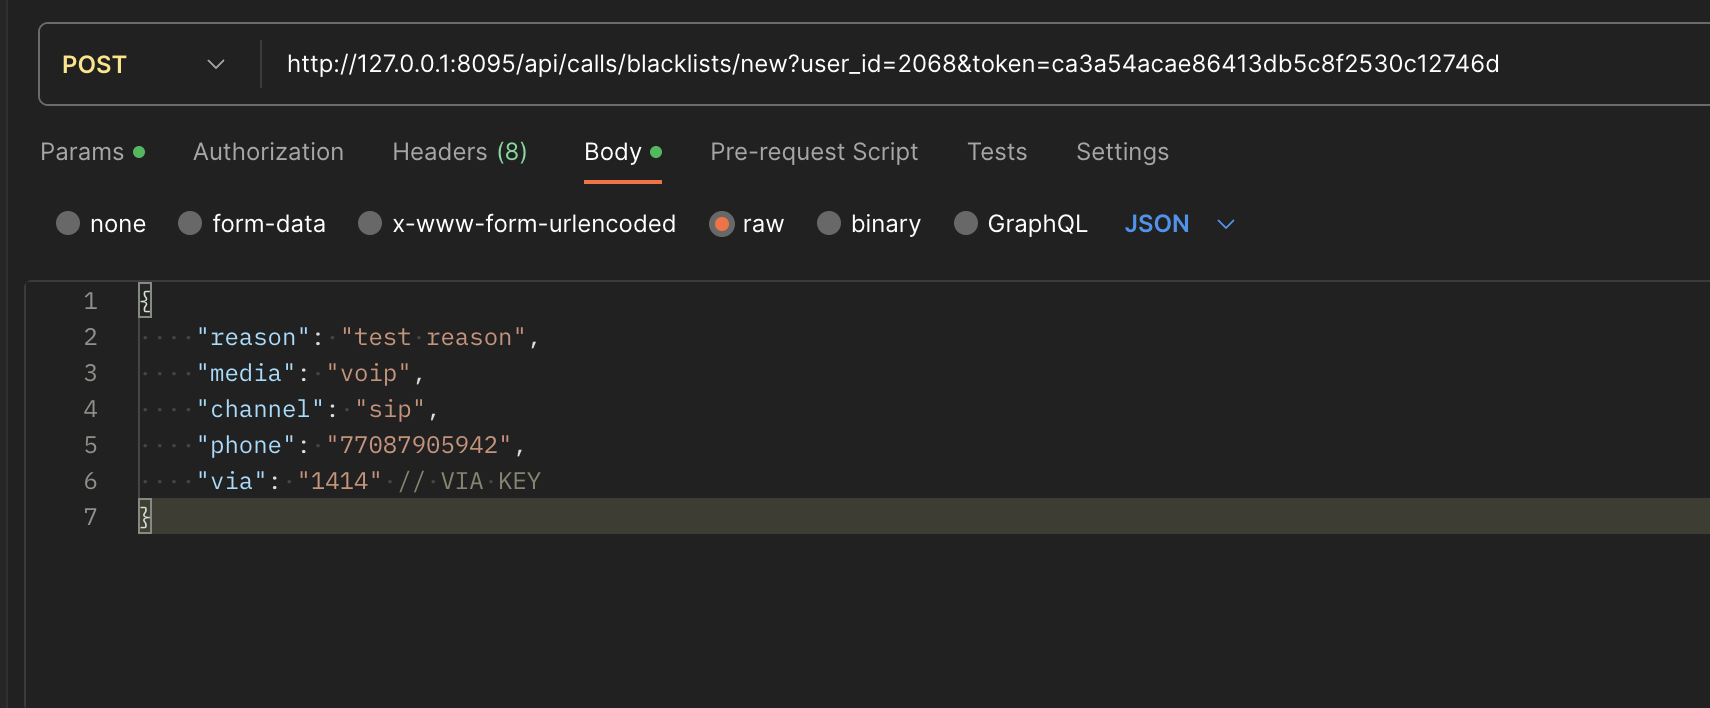 POST http://127.0.0.1:8095/api/calls/blacklists/new?user_id=2068&token=ca3a54acae86413db5c8f2530c12746d
Params Authorization Headers (8) Body Pre-request Script Tests Settings
none form-data x-www-form-urlencoded raw binary GraphQL JSON
1 {
2 "reason": "test reason",
3 "media": "voip",
4 "channel": "sip",
5 "phone": "77087905942",
6 "via": "1414" // VIA KEY
7 }